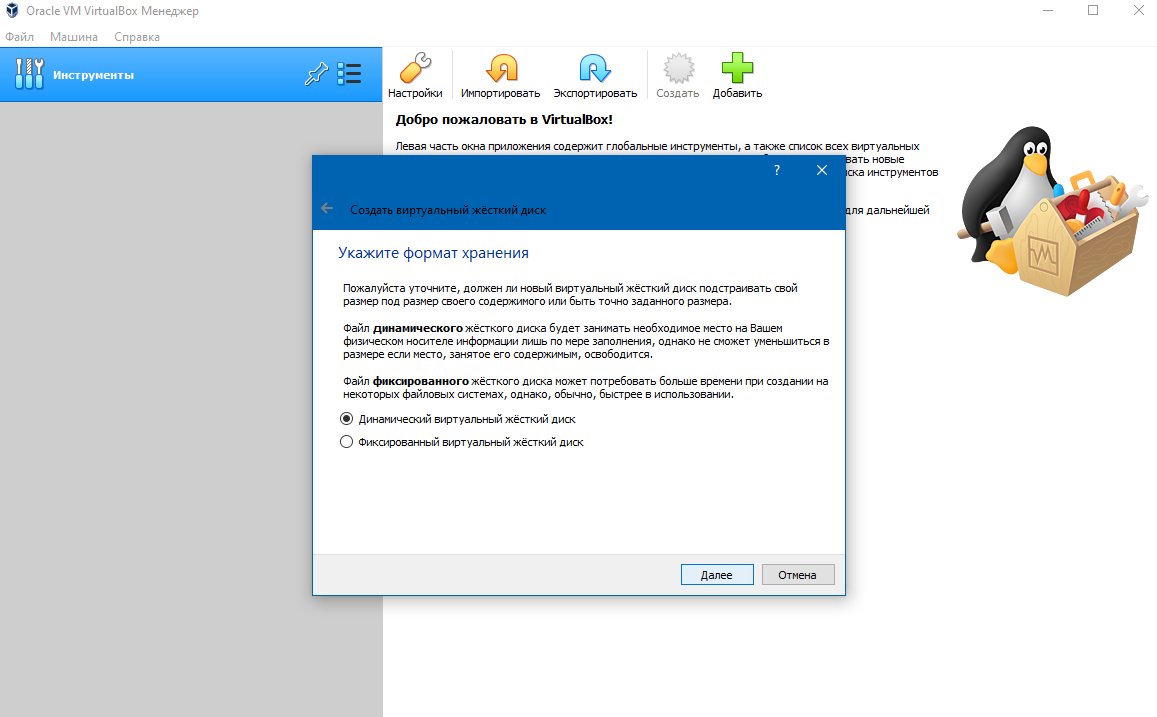 Oracle VM VirtualBox Менеджер
Файл Машина Справка
Инструменты
Настройки Импортировать Экспортировать Создать Добавить
Добро пожаловать в VirtualBox!
Левая часть окна приложения содержит глобальные инструменты, а также список всех виртуальных
вать новые
ска инструментов
для дальнейшей
?
Создать виртуальный жёсткий диск
Укажите формат хранения
Пожалуйста уточните, должен ли новый виртуальный жёсткий диск подстраивать свой
размер под размер своего содержимого или быть точно заданного размера.
Файл динамического жёсткого диска будет занимать необходимое место на Вашем
физическом носителе информации лишь по мере заполнения, однако не сможет уменьшиться в
размере если место, занятое его содержимым, освободится.
Файл фиксированного жёсткого диска может потребовать больше времени при создании на
некоторых файловых системах, однако, обычно, быстрее в использовании.
Динамический виртуальный жёсткий диск
Фиксированный виртуальный жёсткий диск
Далее Отмена